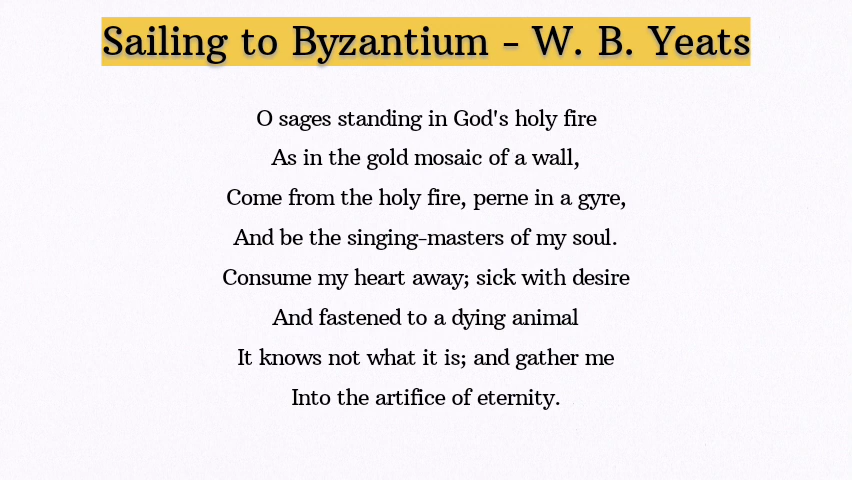 Sailing to Byzantium - W. B. Yeats
O sages standing in God's holy fire
As in the gold mosaic of a wall,
Come from the holy fire, perne in a gyre,
And be the singing-masters of my soul.
Consume my heart away; sick with desire
And fastened to a dying animal
It knows not what it is; and gather me
Into the artifice of eternity.